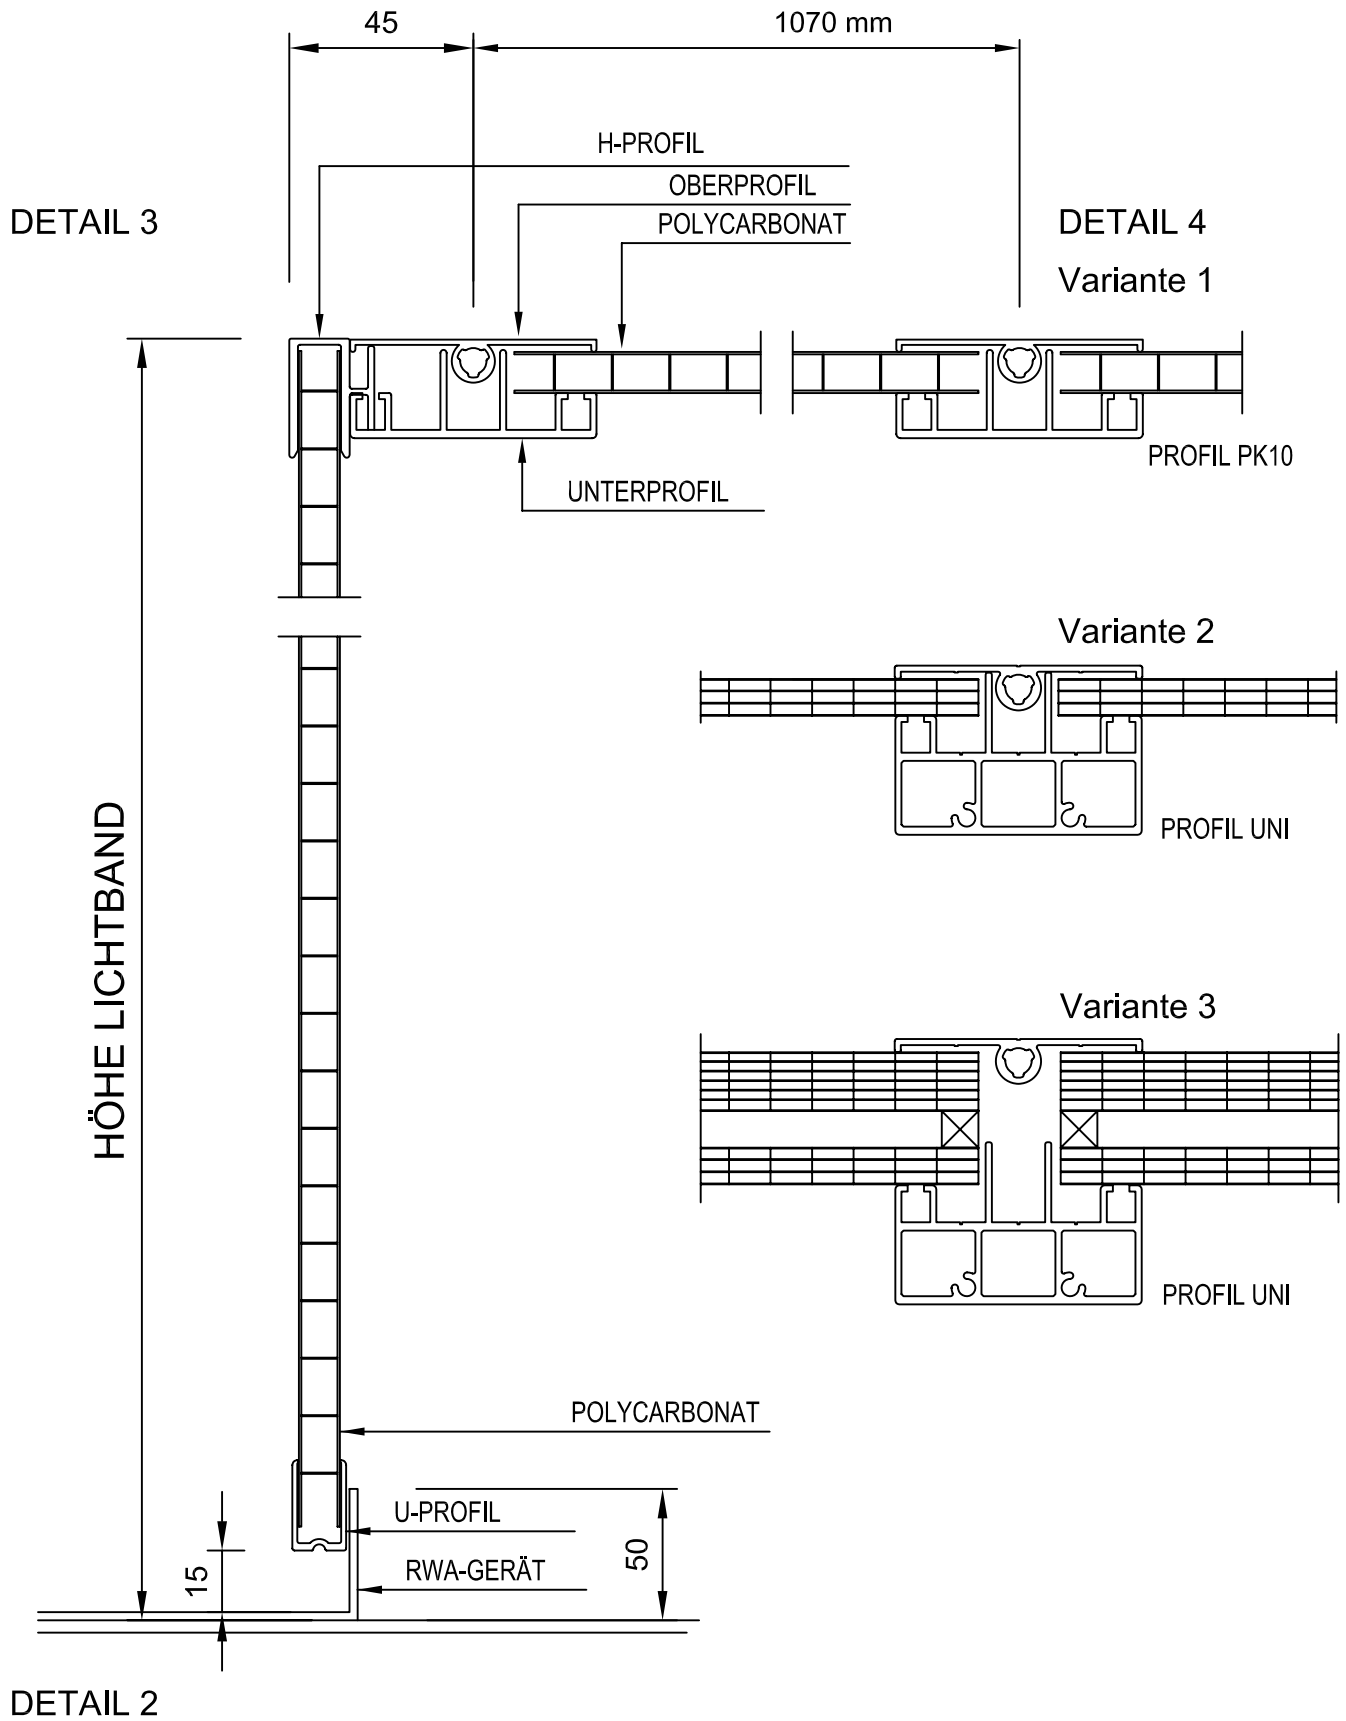 45
1070 mm
H-PROFIL
OBERPROFIL
POLYCARBONAT
DETAIL 3
DETAIL 4
Variante 1
PROFIL PK10
UNTERPROFIL
Variante 2
PROFIL UNI
HÖHE LICHTBAND
Variante 3
PROFIL UNI
POLYCARBONAT
U-PROFIL
RWA-GERÄT
50
15
DETAIL 2